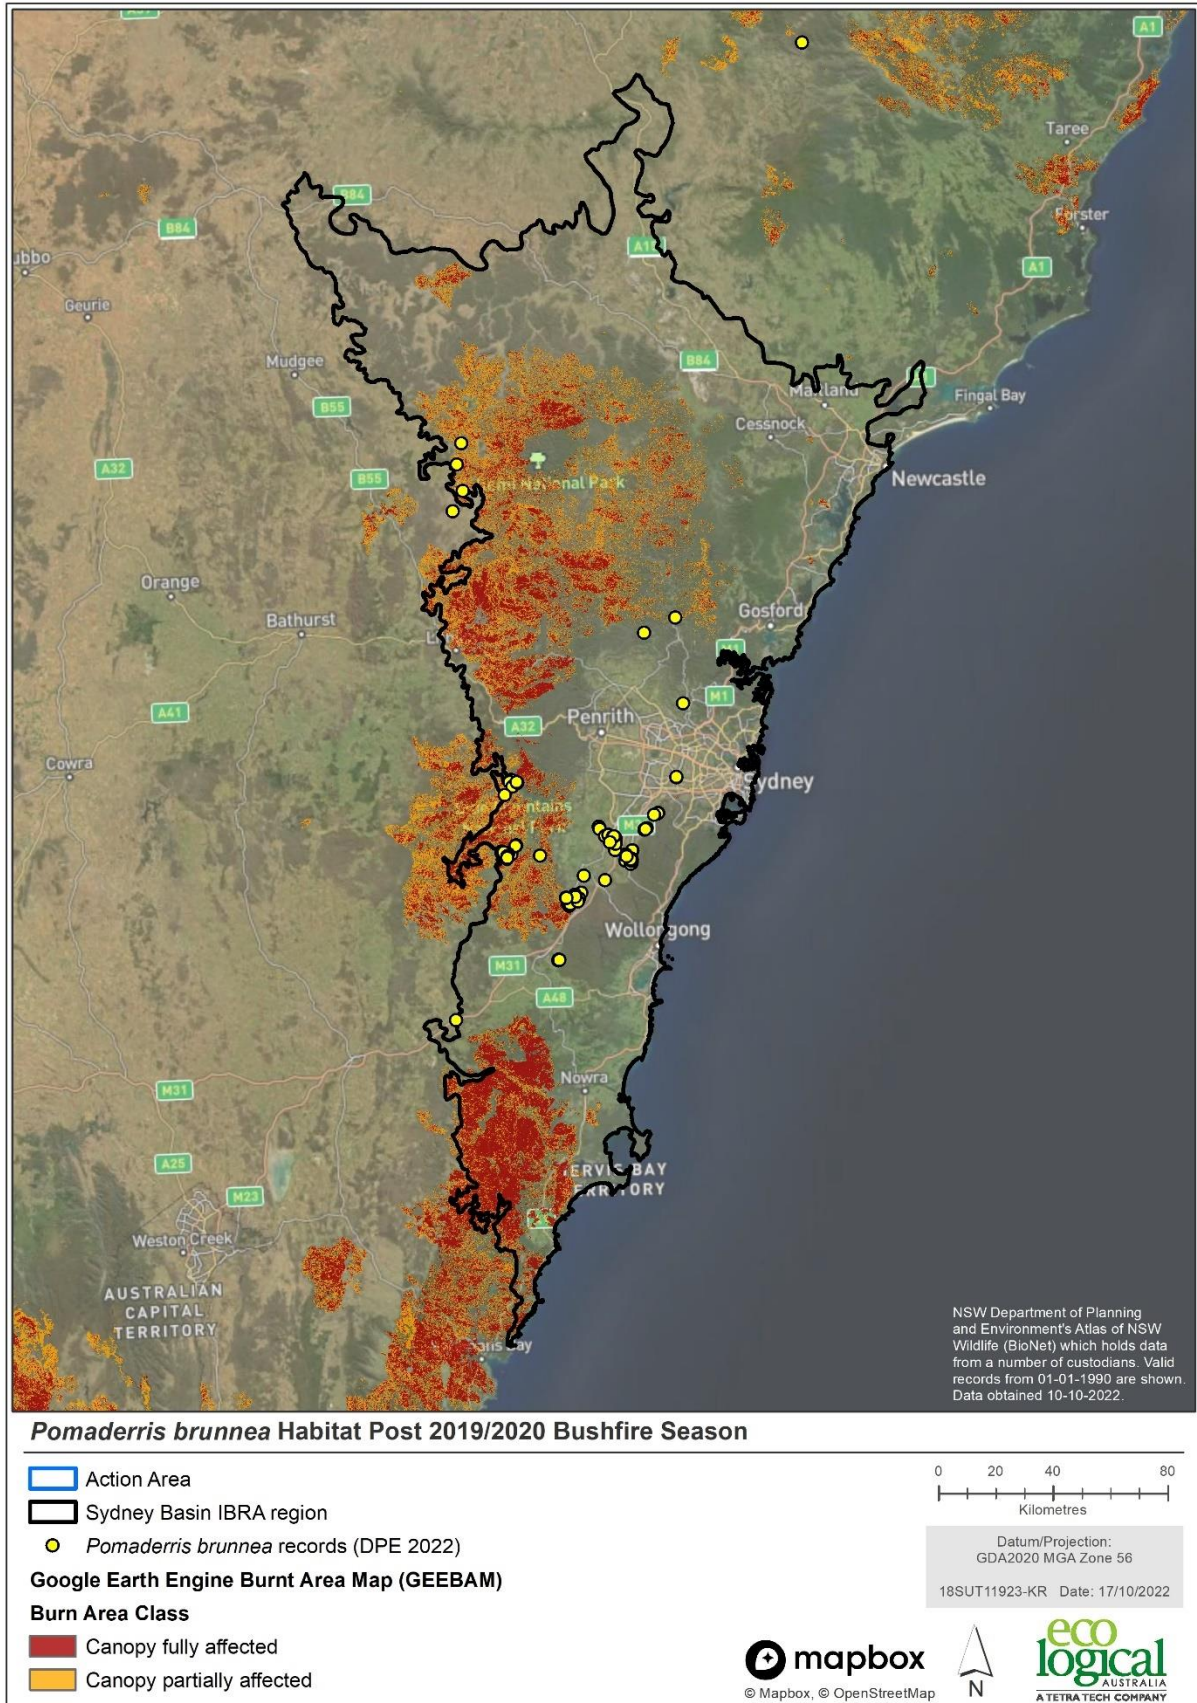 A1
Taree
B84
B84
Forster
A1
Geurie
B84
Mudgee
Maitland
Fingal Bay
B55
Cessnock
A32
B55
National Park
Newcastle
Orange
Gosford
Bathurst
M1
A41
A32
Penrith
Cowra
Sydney
Wollongong
M31
A48
Nowra
M31
A25
JERVIS BAY
TERRITORY
M23
Weston Creek
AUSTRALIAN
CAPITAL
TERRITORY
NSW Department of Planning
and Environment's Atlas of NSW
Wildlife (BioNet) which holds data
from a number of custodians. Valid
records from 01-01-1990 are shown.
Data obtained 10-10-2022.
Pomaderris brunnea Habitat Post 2019/2020 Bushfire Season
Action Area
Sydney Basin IBRA region
Pomaderris brunnea records (DPE 2022)
Google Earth Engine Burnt Area Map (GEEBAM)
Burn Area Class
Canopy fully affected
Canopy partially affected
0 20 40 80
Kilometres
Datum/Projection:
GDA2020 MGA Zone 56
18SUT11923-KR Date: 17/10/2022
mapbox
© Mapbox, © OpenStreetMap
N
eco
logical
AUSTRALIA
A TETRA TECH COMPANY